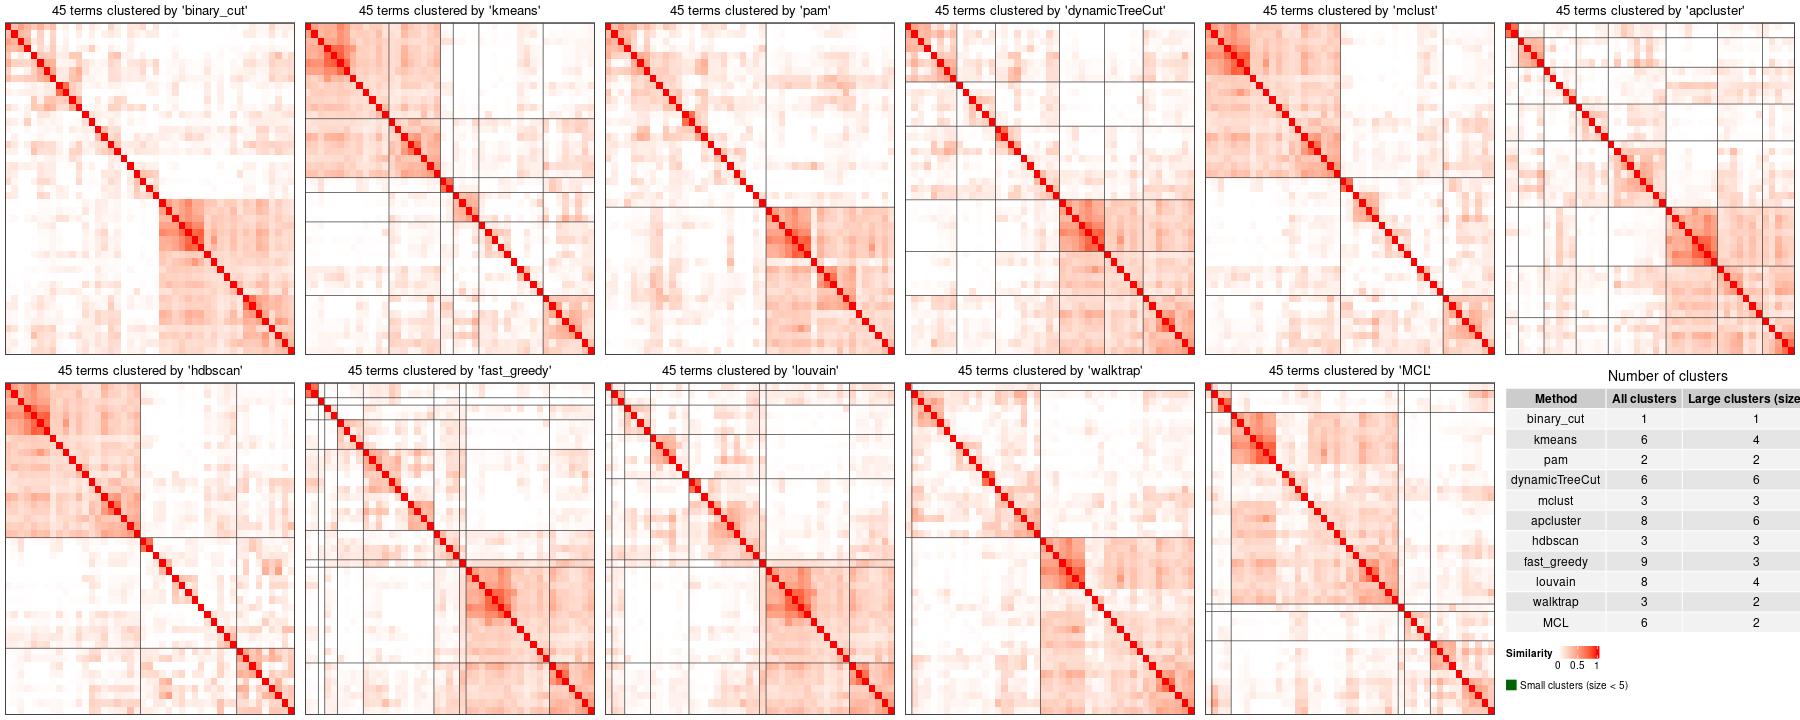 45 terms clustered by 'binary_cut'
45 terms clustered by 'kmeans'
45 terms clustered by 'pam'
45 terms clustered by 'dynamicTreeCut'
45 terms clustered by 'mclust'
45 terms clustered by 'apcluster'
45 terms clustered by 'hdbscan'
45 terms clustered by 'fast_greedy'
45 terms clustered by 'louvain'
45 terms clustered by 'walktrap'
45 terms clustered by 'MCL'
Number of clusters
Method All clusters Large clusters (size
binary_cut 1 1
kmeans 6 4
pam 2 2
dynamicTreeCut 6 6
mclust 3 3
apcluster 8 6
hdbscan 3 3
fast_greedy 9 3
louvain 8 4
walktrap 3 2
MCL 6 2
Similarity
0 0.5 1
Small clusters (size < 5)